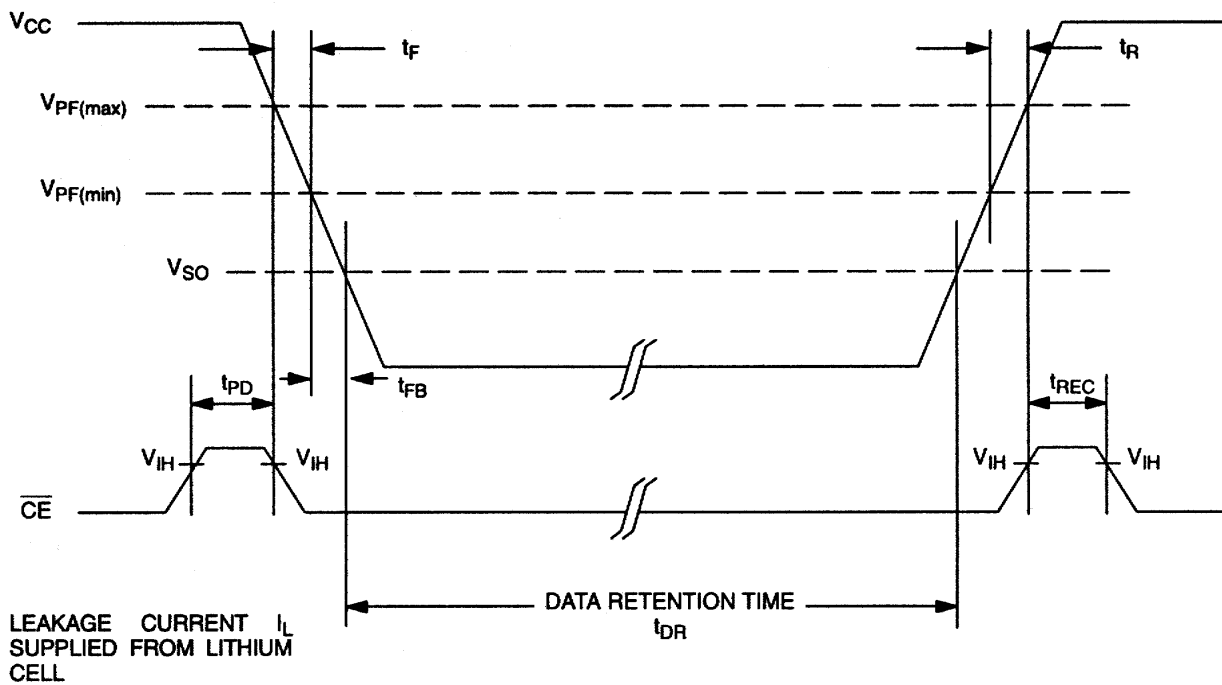 VCC
tF
tR
VPF(max)
VPF(min)
VSO
tPD
tFB
tREC
VIH
VIH
VIH
VIH
CE
DATA RETENTION TIME
tDR
LEAKAGE CURRENT IL
SUPPLIED FROM LITHIUM
CELL